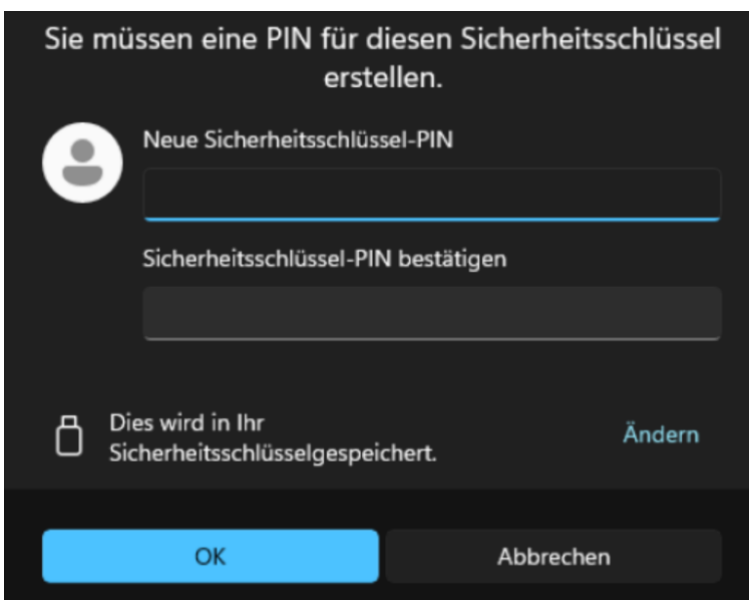 Sie müssen eine PIN für diesen Sicherheitsschlüssel
erstellen.
Neue Sicherheitsschlüssel-PIN
Sicherheitsschlüssel-PIN bestätigen
Dies wird in Ihr
Sicherheitsschlüsselgespeichert.
Ändern
OK
Abbrechen